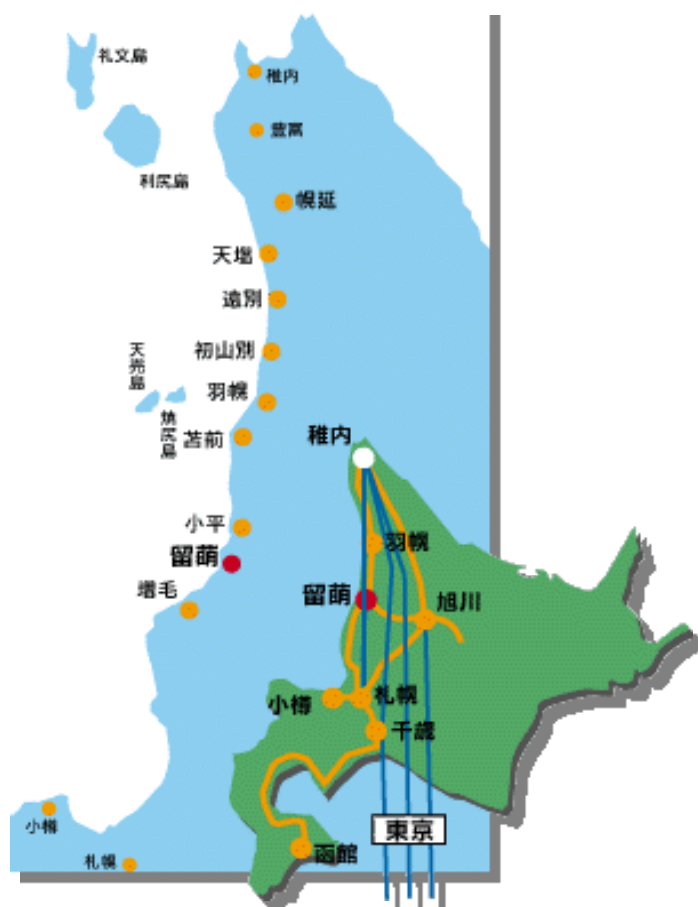 礼文島
稚内
豊富
利尻島
幌延
天塩
遠別
初山別
天売島
羽幌
焼尻島
苫前
稚内
小平
羽幌
留萌
増毛
留萌
旭川
小樽
札幌
千歳
小樽
東京
函館
札幌